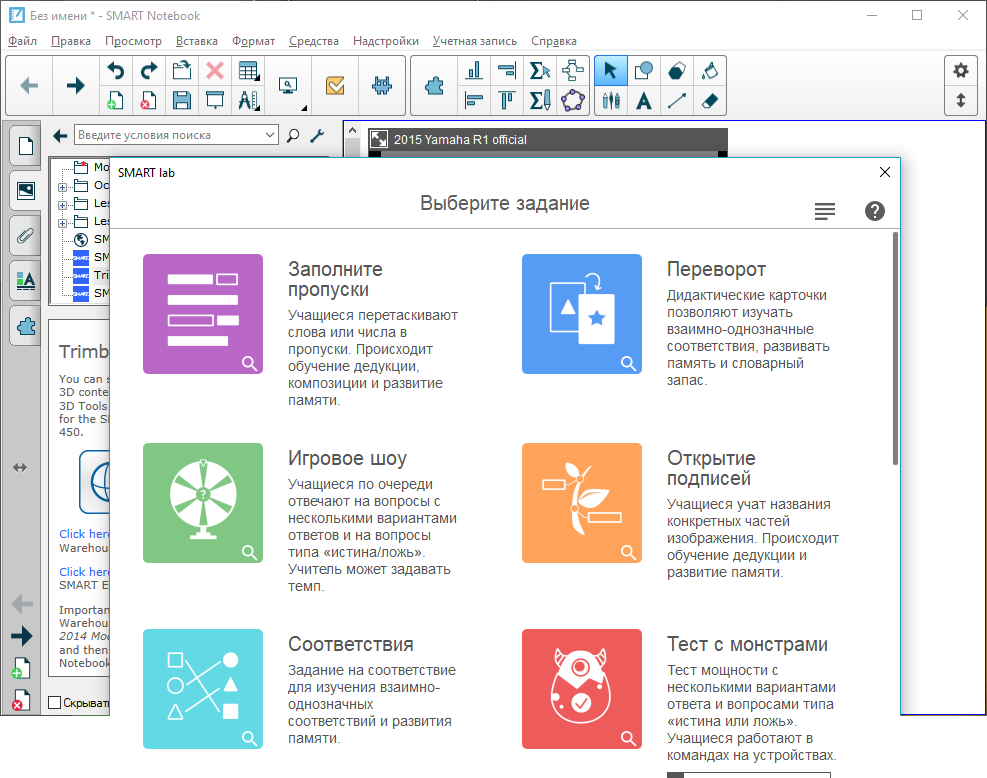 Без имени * - SMART Notebook
Файл Правка Просмотр Вставка Формат Средства Надстройки Учетная запись Справка
Введите условия поиска
2015 Yamaha R1 official
Mo
Oc
Les
Les
SM
SM
Tri
SM
Trimb
You can s
3D conte
3D Tools
for the SM
450.
Click here
Warehou
Click here
SMART E
Importan
Warehou
2014 Mod
and then
Notebook
Скрыват
SMART lab
Выберите задание
Заполните
пропуски
Учащиеся перетаскивают
слова или числа в
пропуски. Происходит
обучение дедукции,
композиции и развитие
памяти.
Переворот
Дидактические карточки
позволяют изучать
взаимно-однозначные
соответствия, развивать
память и словарный
запас.
Игровое шоу
Учащиеся по очереди
отвечают на вопросы с
несколькими вариантами
ответов и на вопросы
типа «истина/ложь».
Учитель может задавать
темп.
Открытие
подписей
Учащиеся учат названия
конкретных частей
изображения. Происходит
обучение дедукции и
развитие памяти.
Соответствия
Задание на соответствие
для изучения взаимно-
однозначных
соответствий и развития
памяти.
Тест с монстрами
Тест мощности с
несколькими вариантами
ответа и вопросами типа
«истина или ложь».
Учащиеся работают в
командах на устройствах.